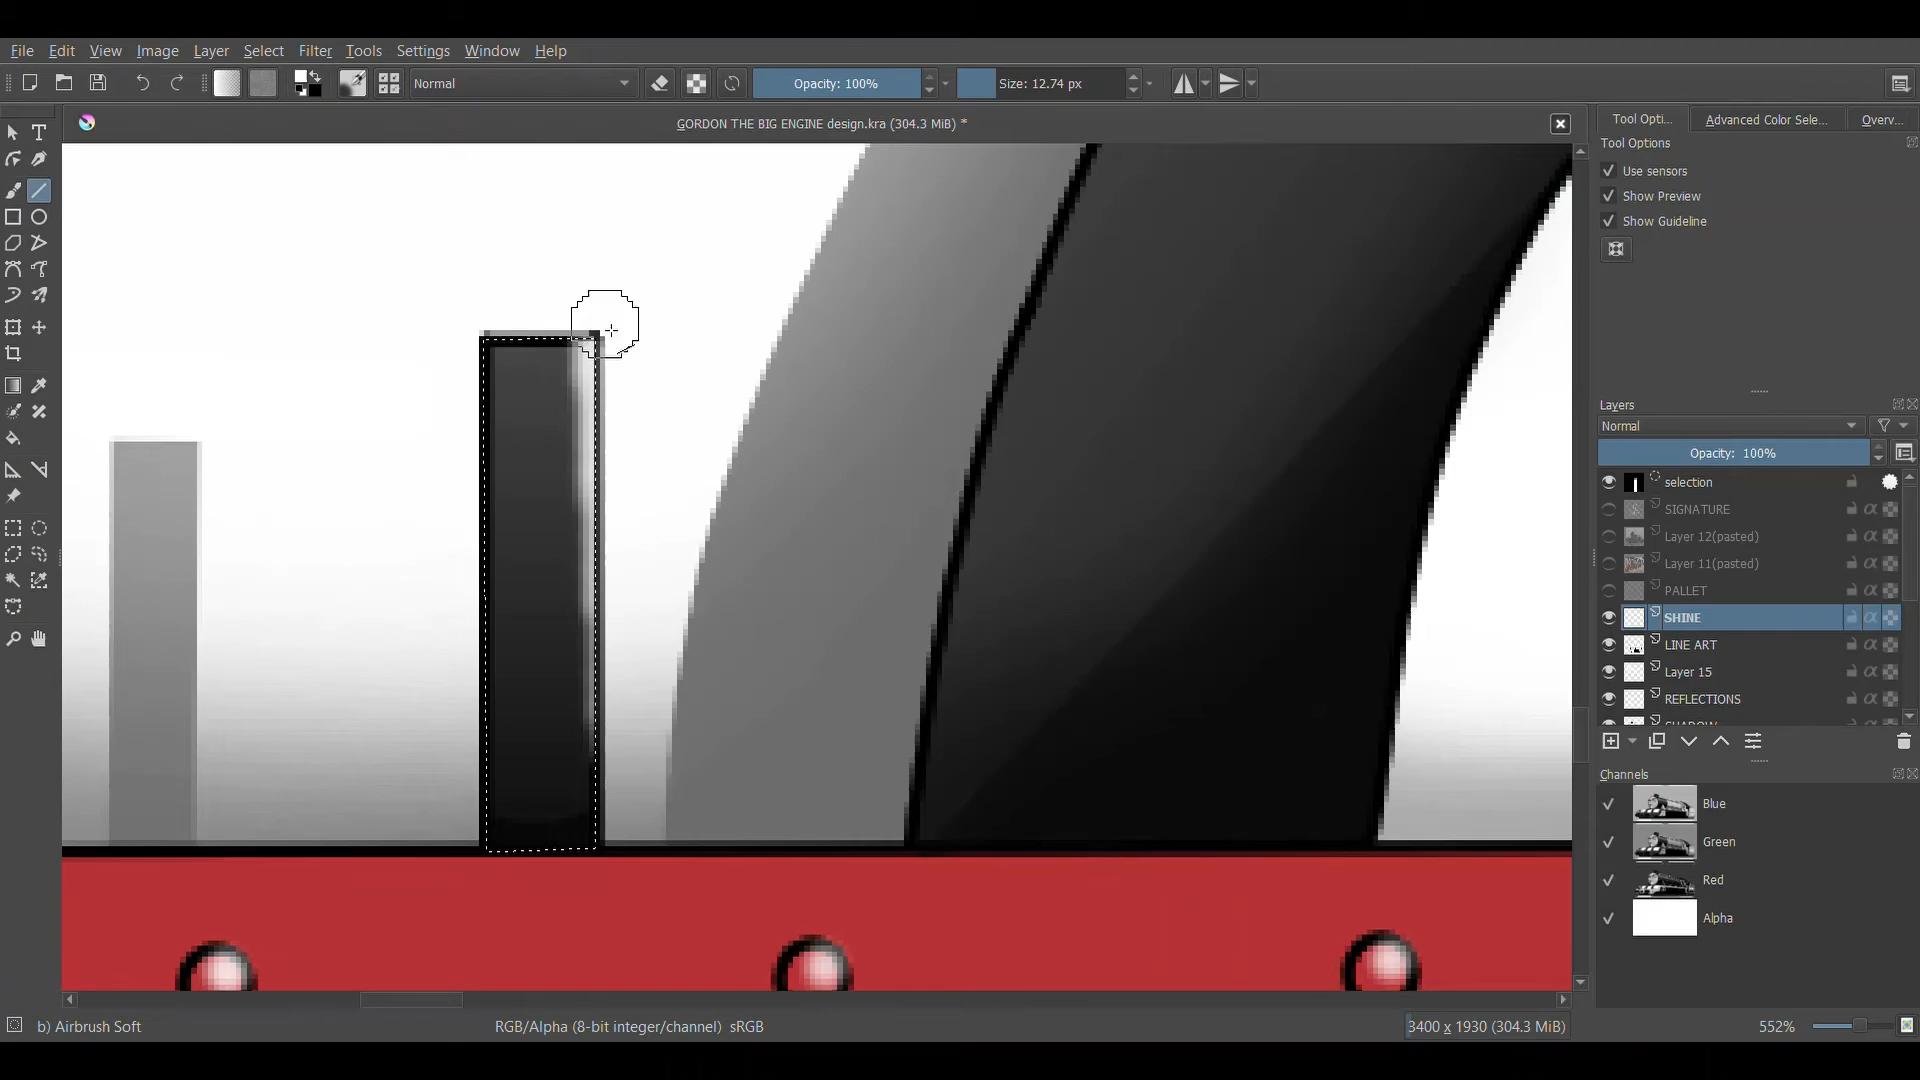 File Edit View Image Layer Select Filter Tools Settings Window Help
Normal Opacity: 100% Size: 12.74 px
GORDON THE BIG ENGINE design.kra (304.3 MiB) *
Tool Opti... Advanced Color Sele... Overv...
Tool Options
Use sensors
Show Preview
Show Guideline
Layers
Normal
Opacity: 100%
selection
SIGNATURE
Layer 12(pasted)
Layer 11(pasted)
PALLET
SHINE
LINE ART
Layer 15
REFLECTIONS
SHADOW
Channels
Blue
Green
Red
Alpha
b) Airbrush Soft RGB/Alpha (8-bit integer/channel) sRGB 3400 x 1930 (304.3 MiB) 552%